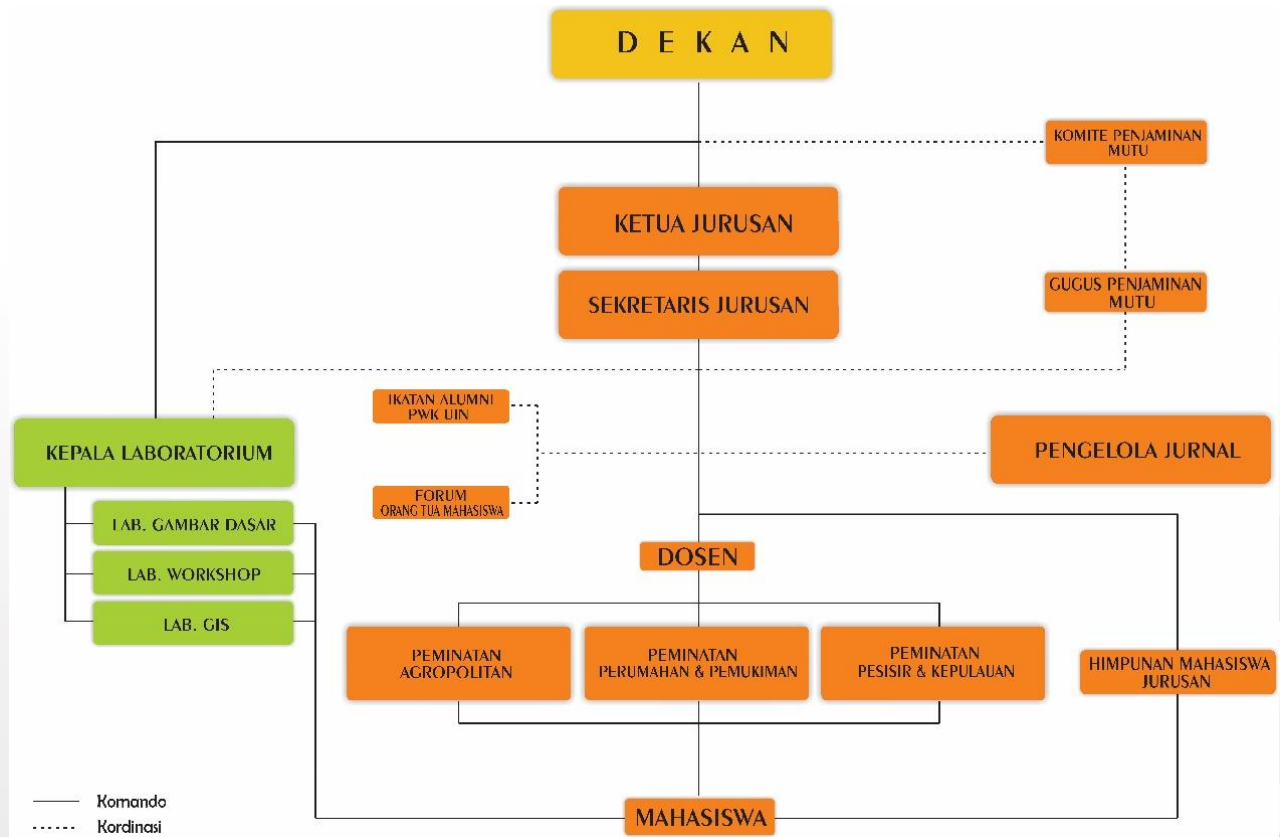 D E K A N
KOMITE PENJAMINAN
MUTU
KETUA JURUSAN
GUGUS PENJAMINAN
MUTU
SEKRETARIS JURUSAN
IKATAN ALUMNI
PWK UIN
KEPALA LABORATORIUM
PENGELOLA JURNAL
FORUM
ORANG TUA MAHASISWA
LAB. GAMBAR DASAR
DOSEN
LAB. WORKSHOP
LAB. GIS
PEMINATAN
AGROPOLITAN
PEMINATAN
PERUMAHAN & PEMUKIMAN
PEMINATAN
PESISIR & KEPULAUAN
HIMPUNAN MAHASISWA
JURUSAN
Komando
Kordinasi
MAHASISWA